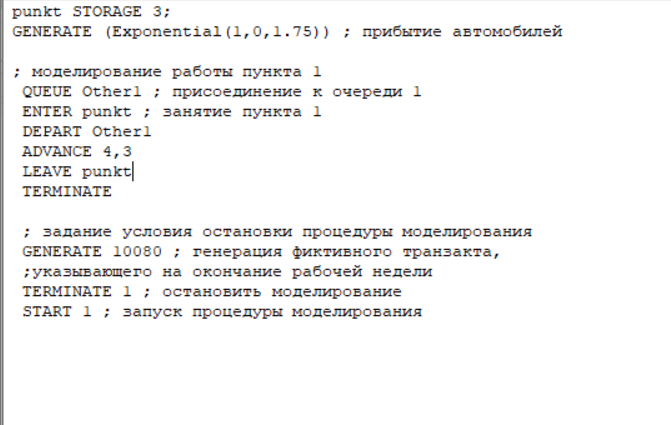 punkt STORAGE 3;
GENERATE (Exponential(1,0,1.75)) ; прибытие автомобилей
; моделирование работы пункта 1
QUEUE Other1 ; присоединение к очереди 1
ENTER punkt ; занятие пункта 1
DEPART Other1
ADVANCE 4,3
LEAVE punkt
TERMINATE
; задание условия остановки процедуры моделирования
GENERATE 10080 ; генерация фиктивного транзакта,
;указывающего на окончание рабочей недели
TERMINATE 1 ; остановить моделирование
START 1 ; запуск процедуры моделирования